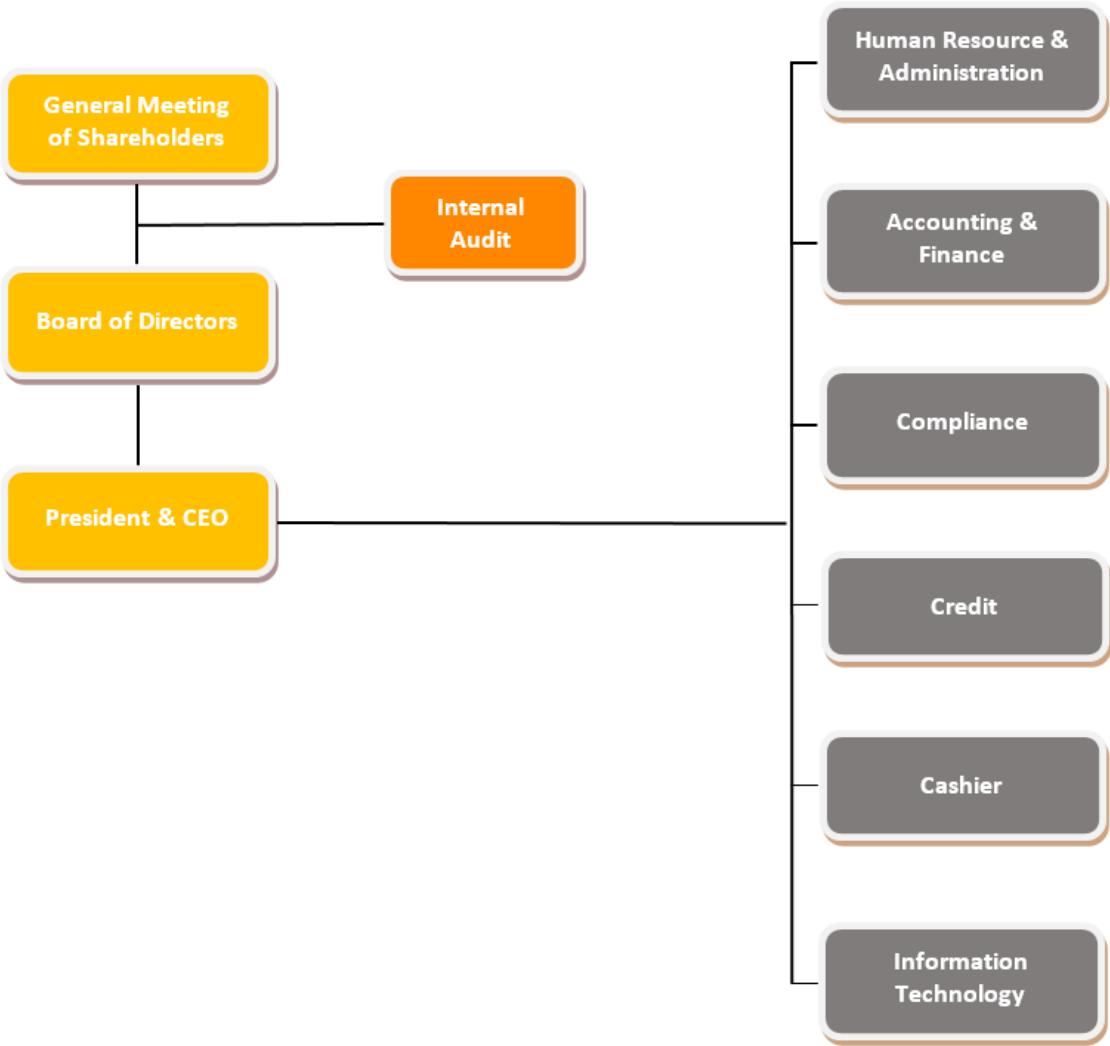 General Meeting
of Shareholders
Internal
Audit
Board of Directors
President & CEO
Human Resource &
Administration
Accounting &
Finance
Compliance
Credit
Cashier
Information
Technology